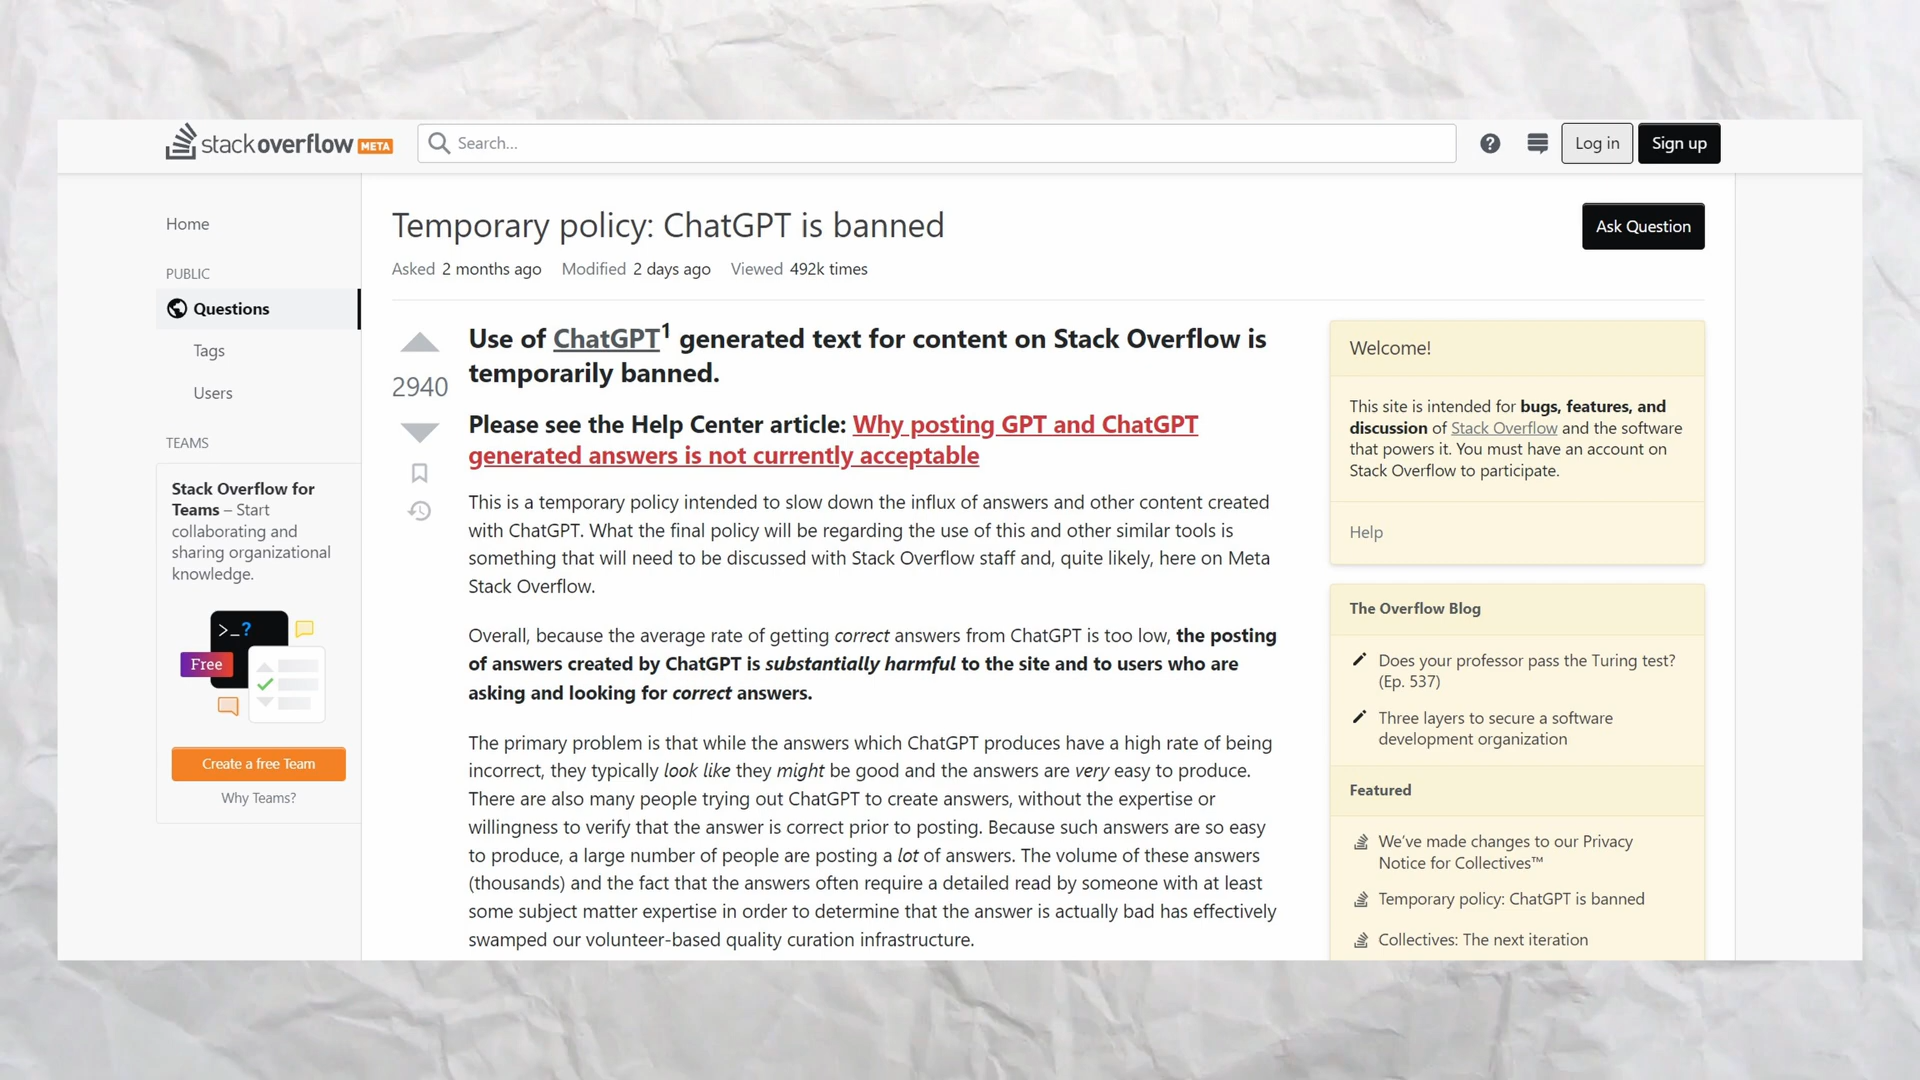 stackoverflow META
Search...
Log in
Sign up
Home
PUBLIC
Questions
Tags
Users
TEAMS
Stack Overflow for
Teams – Start
collaborating and
sharing organizational
knowledge.
>_?
Free
Create a free Team
Why Teams?
Temporary policy: ChatGPT is banned
Ask Question
Asked 2 months ago Modified 2 days ago Viewed 492k times
2940
Use of ChatGPT¹ generated text for content on Stack Overflow is
temporarily banned.
Please see the Help Center article: Why posting GPT and ChatGPT
generated answers is not currently acceptable
This is a temporary policy intended to slow down the influx of answers and other content created
with ChatGPT. What the final policy will be regarding the use of this and other similar tools is
something that will need to be discussed with Stack Overflow staff and, quite likely, here on Meta
Stack Overflow.
Overall, because the average rate of getting correct answers from ChatGPT is too low, the posting
of answers created by ChatGPT is substantially harmful to the site and to users who are
asking and looking for correct answers.
The primary problem is that while the answers which ChatGPT produces have a high rate of being
incorrect, they typically look like they might be good and the answers are very easy to produce.
There are also many people trying out ChatGPT to create answers, without the expertise or
willingness to verify that the answer is correct prior to posting. Because such answers are so easy
to produce, a large number of people are posting a lot of answers. The volume of these answers
(thousands) and the fact that the answers often require a detailed read by someone with at least
some subject matter expertise in order to determine that the answer is actually bad has effectively
swamped our volunteer-based quality curation infrastructure.
Welcome!
This site is intended for bugs, features, and
discussion of Stack Overflow and the software
that powers it. You must have an account on
Stack Overflow to participate.
Help
The Overflow Blog
Does your professor pass the Turing test?
(Ep. 537)
Three layers to secure a software
development organization
Featured
We've made changes to our Privacy
Notice for Collectives™
Temporary policy: ChatGPT is banned
Collectives: The next iteration